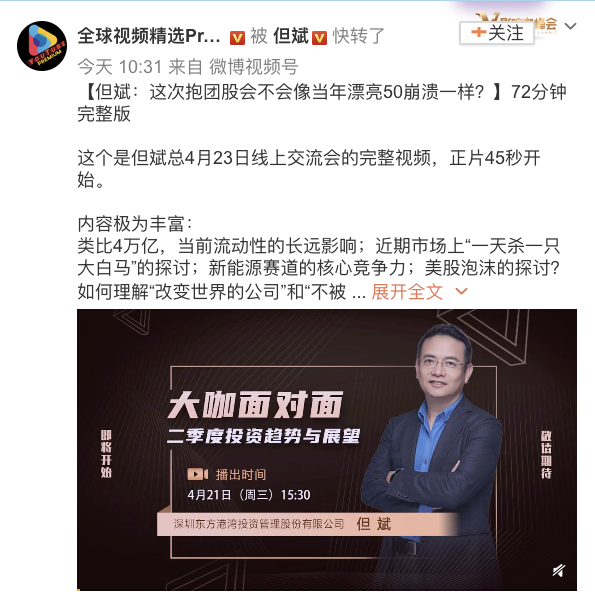 全球视频精选Pr... 被 但斌 快转了
+关注
今天 10:31 来自 微博视频号
【但斌：这次抱团股会不会像当年漂亮50崩溃一样？】72分钟
完整版
这个是但斌总4月23日线上交流会的完整视频，正片45秒开
始。
内容极为丰富：
类比4万亿，当前流动性的长远影响；近期市场上“一天杀一只
大白马”的探讨；新能源赛道的核心竞争力；美股泡沫的探讨？
如何理解“改变世界的公司”和“不被 ... 展开全文
大咖面对面
二季度投资趋势与展望
即将开始
敬请期待
播出时间
4月21日（周三）15:30
深圳东方港湾投资管理股份有限公司 但斌
YOUTUBE
PREMIUM